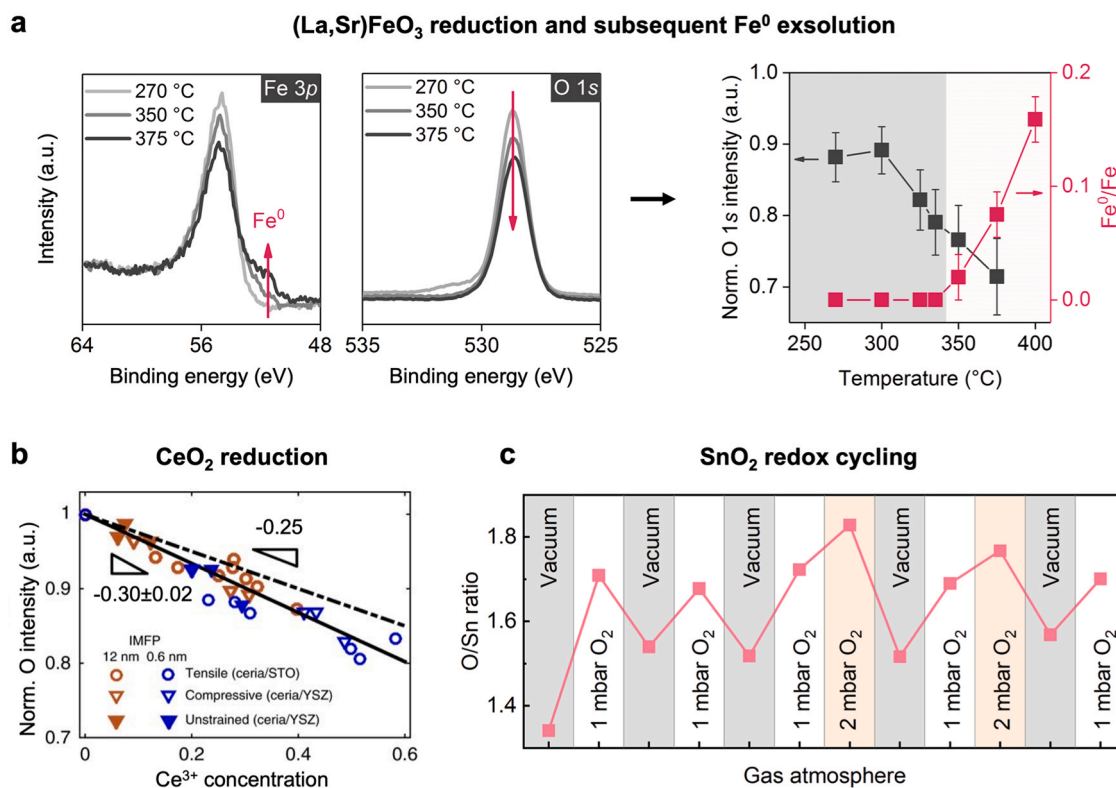 a
(La,Sr)FeO₃ reduction and subsequent Fe⁰ exsolution
Fe 3p
270 °C
350 °C
375 °C
Fe⁰
Intensity (a.u.)
64 56 48
Binding energy (eV)
O 1s
270 °C
350 °C
375 °C
535 530 525
Binding energy (eV)
1.0
0.9
0.8
0.7
Norm. O 1s intensity (a.u.)
0.2
0.1
0.0
Fe⁰/Fe
250 300 350 400
Temperature (°C)
b
CeO₂ reduction
1
0.9
0.8
0.7
Norm. O intensity (a.u.)
-0.25
-0.30±0.02
IMFP
12 nm 0.6 nm
Tensile (ceria/STO)
Compressive (ceria/YSZ)
Unstrained (ceria/YSZ)
0 0.2 0.4 0.6
Ce³⁺ concentration
c
SnO₂ redox cycling
1.8
1.6
1.4
O/Sn ratio
Vacuum
1 mbar O₂
Vacuum
1 mbar O₂
Vacuum
1 mbar O₂
2 mbar O₂
Vacuum
1 mbar O₂
2 mbar O₂
Vacuum
1 mbar O₂
Gas atmosphere